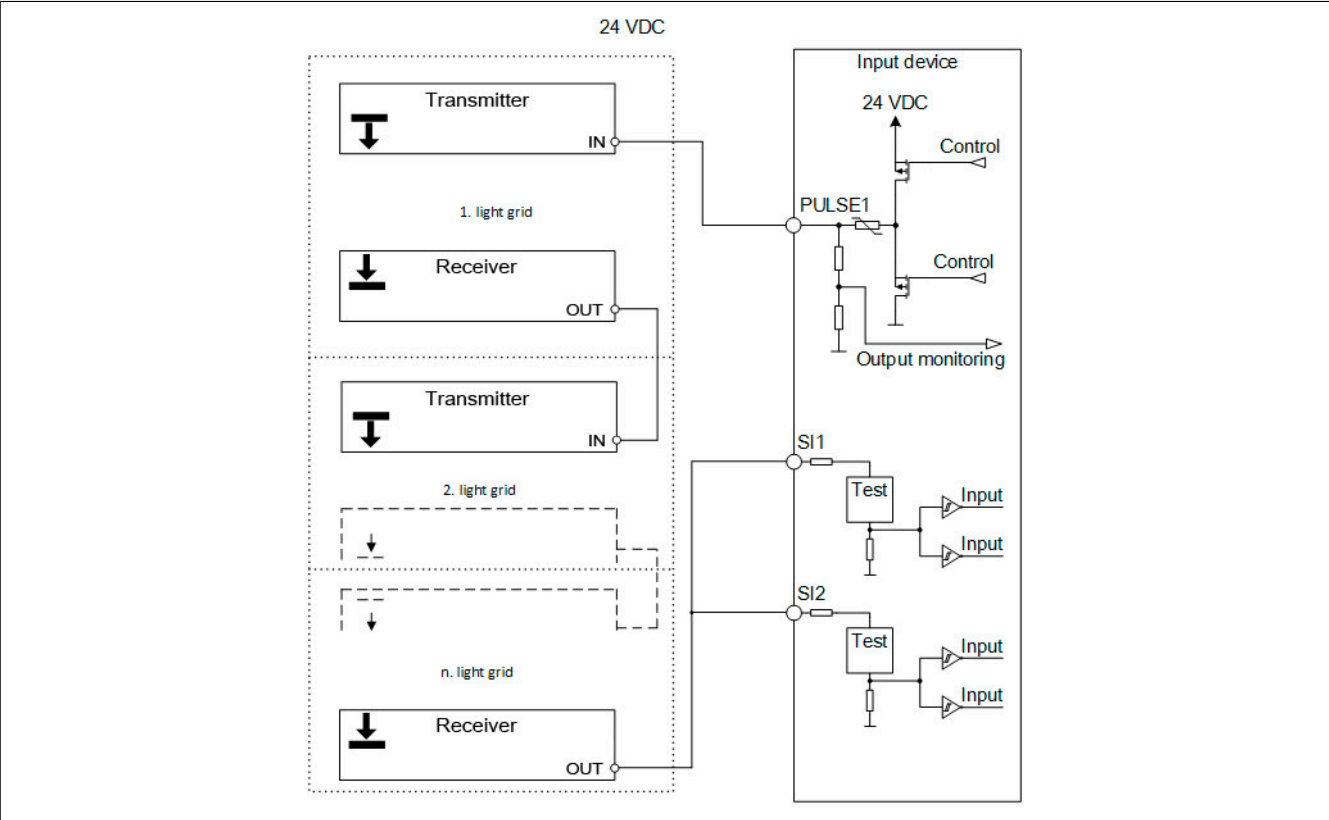 24 VDC
Input device
Transmitter
IN
24 VDC
Control
1. light grid
PULSE1
Receiver
OUT
Control
Output monitoring
Transmitter
IN
SI1
2. light grid
Test
Input
Input
SI2
Test
Input
Input
n. light grid
Receiver
OUT